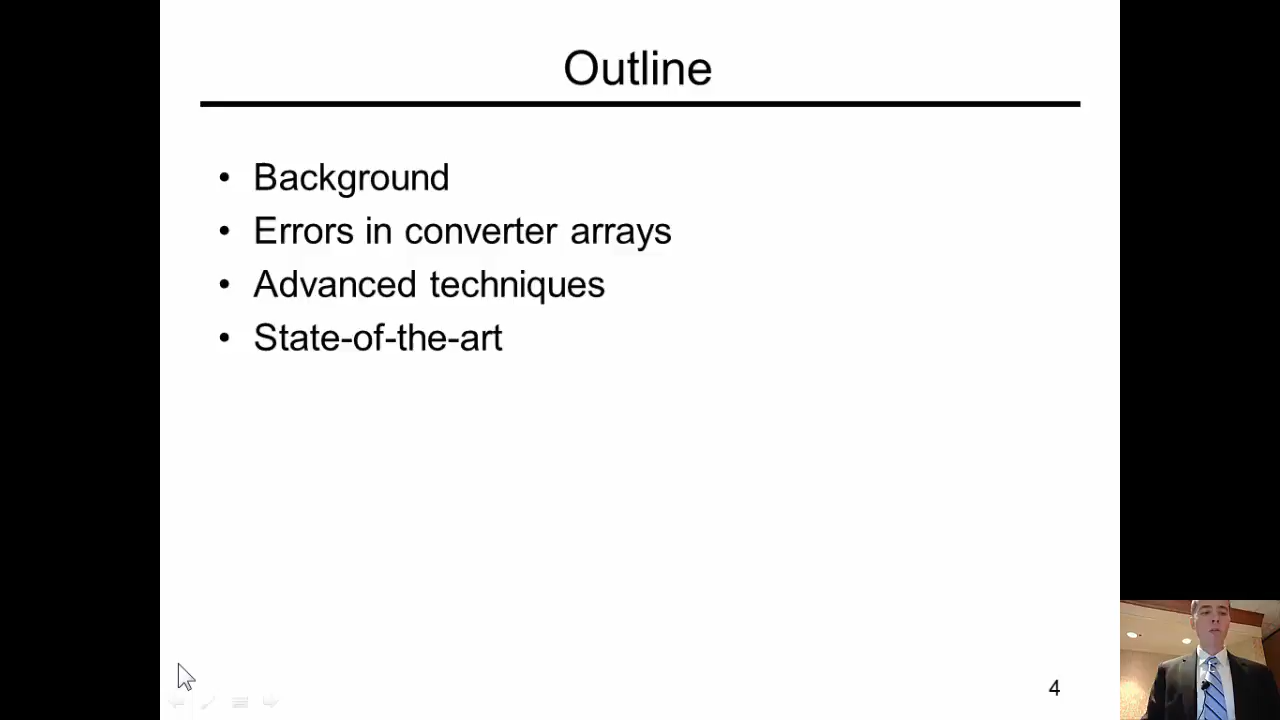 Outline
• Background
• Errors in converter arrays
• Advanced techniques
• State-of-the-art
4